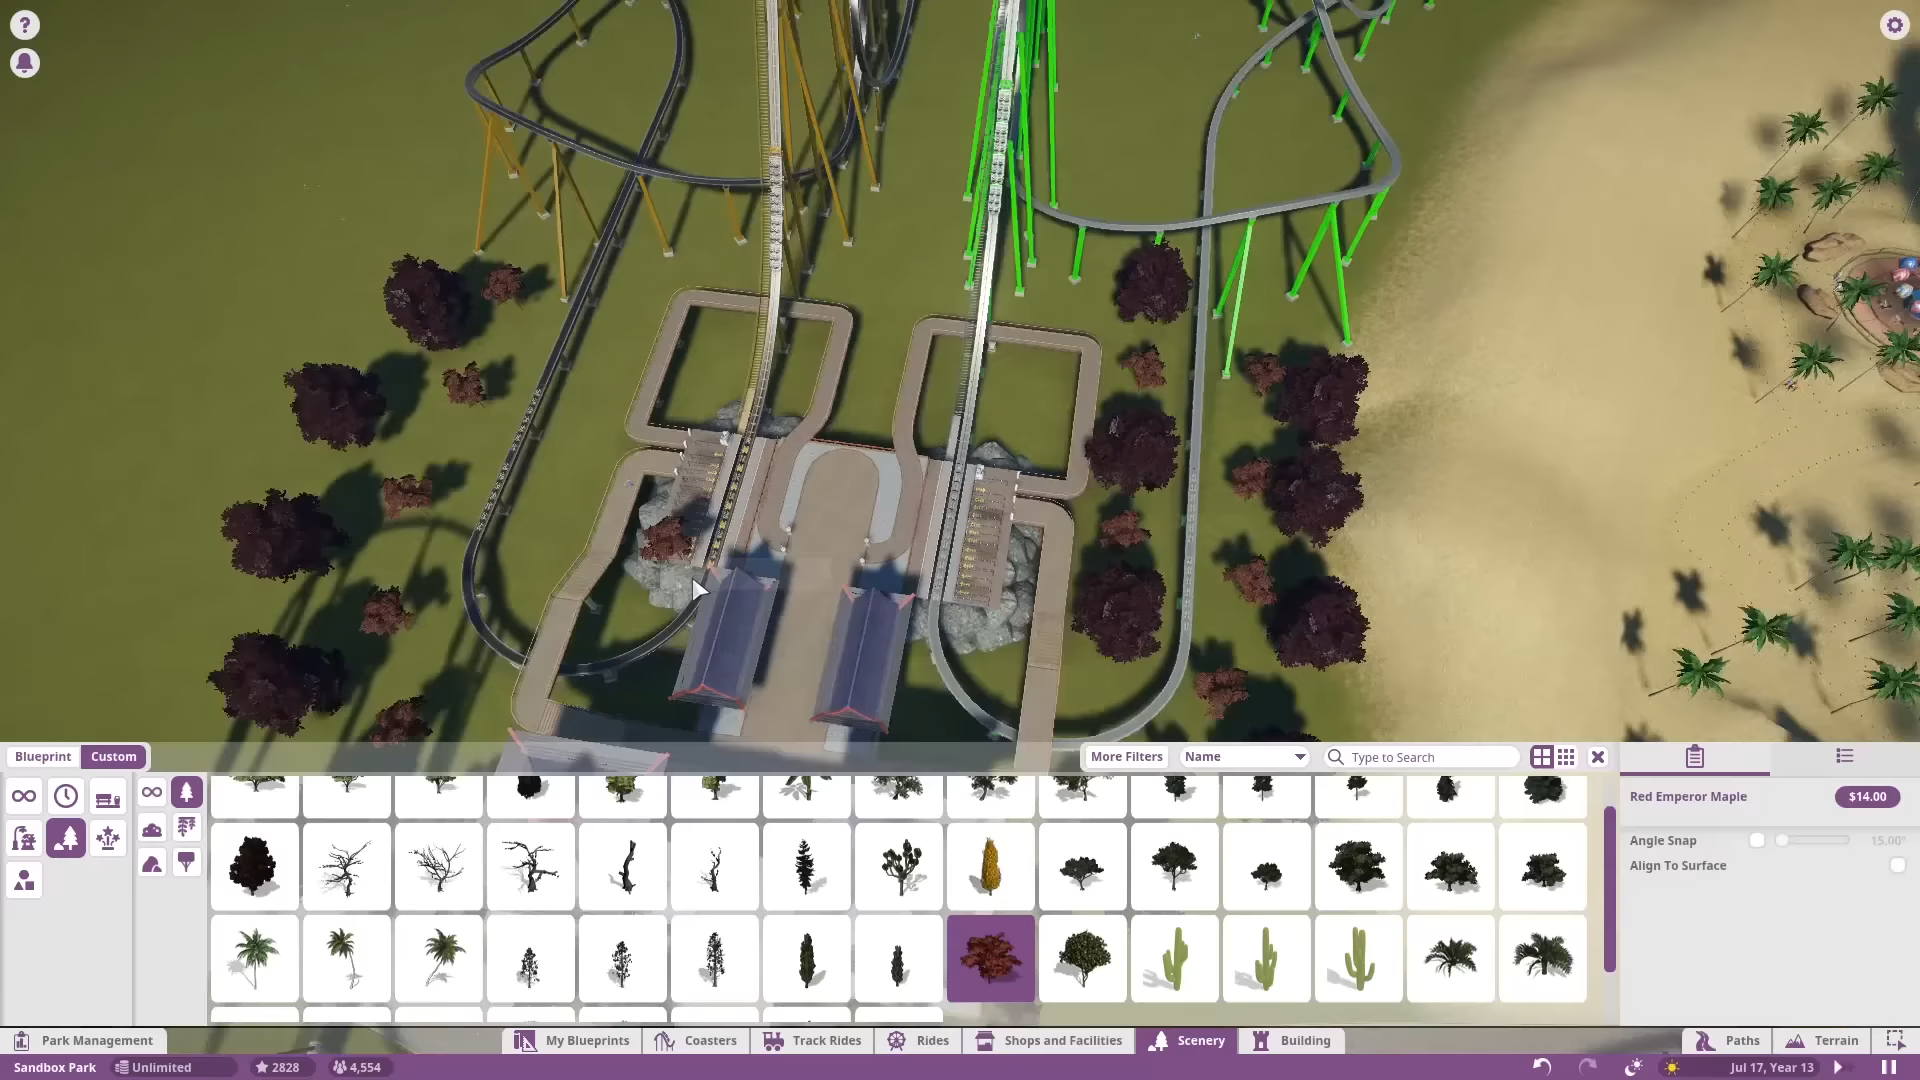 ?
Blueprint Custom More Filters Name Type to Search
Red Emperor Maple $14.00
Angle Snap 15.00°
Align To Surface
Park Management My Blueprints Coasters Track Rides Rides Shops and Facilities Scenery Building Paths Terrain
Sandbox Park Unlimited 2828 4,554 Jul 17, Year 13